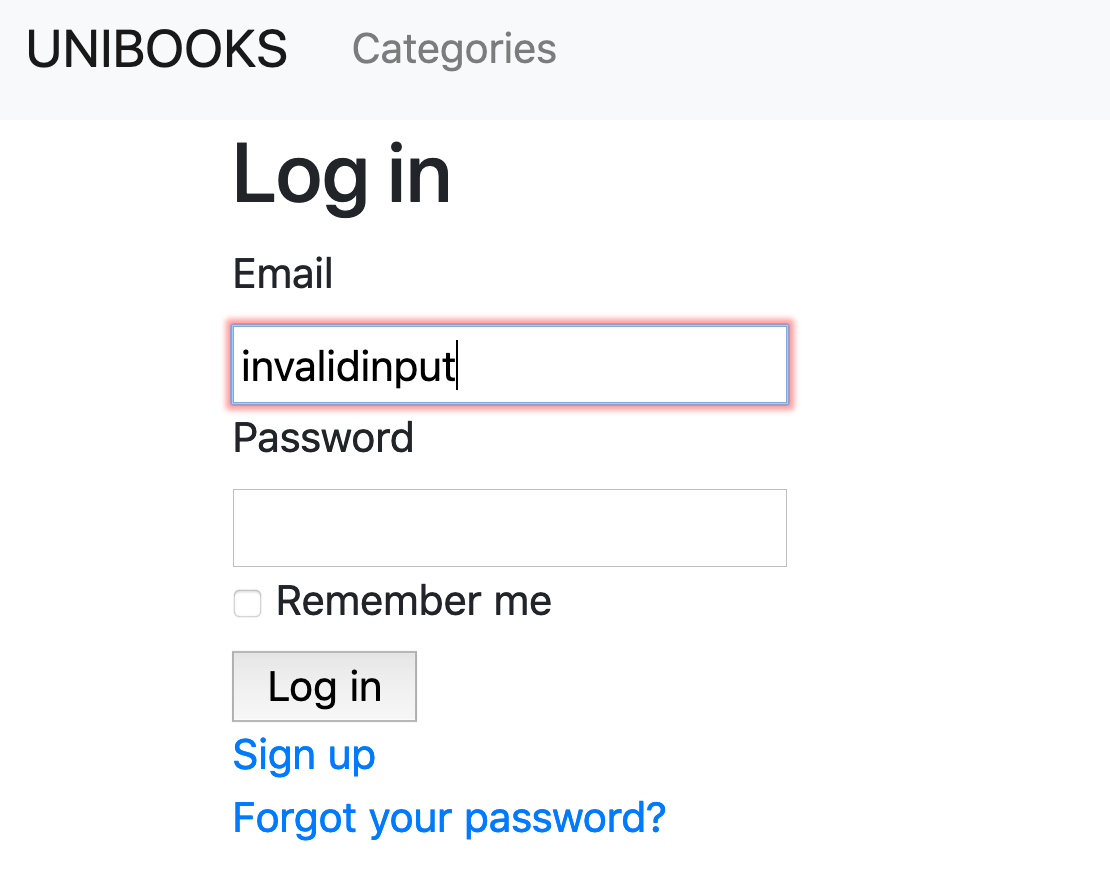 UNIBOOKS Categories
Log in
Email
invalidinput
Password
Remember me
Log in
Sign up
Forgot your password?